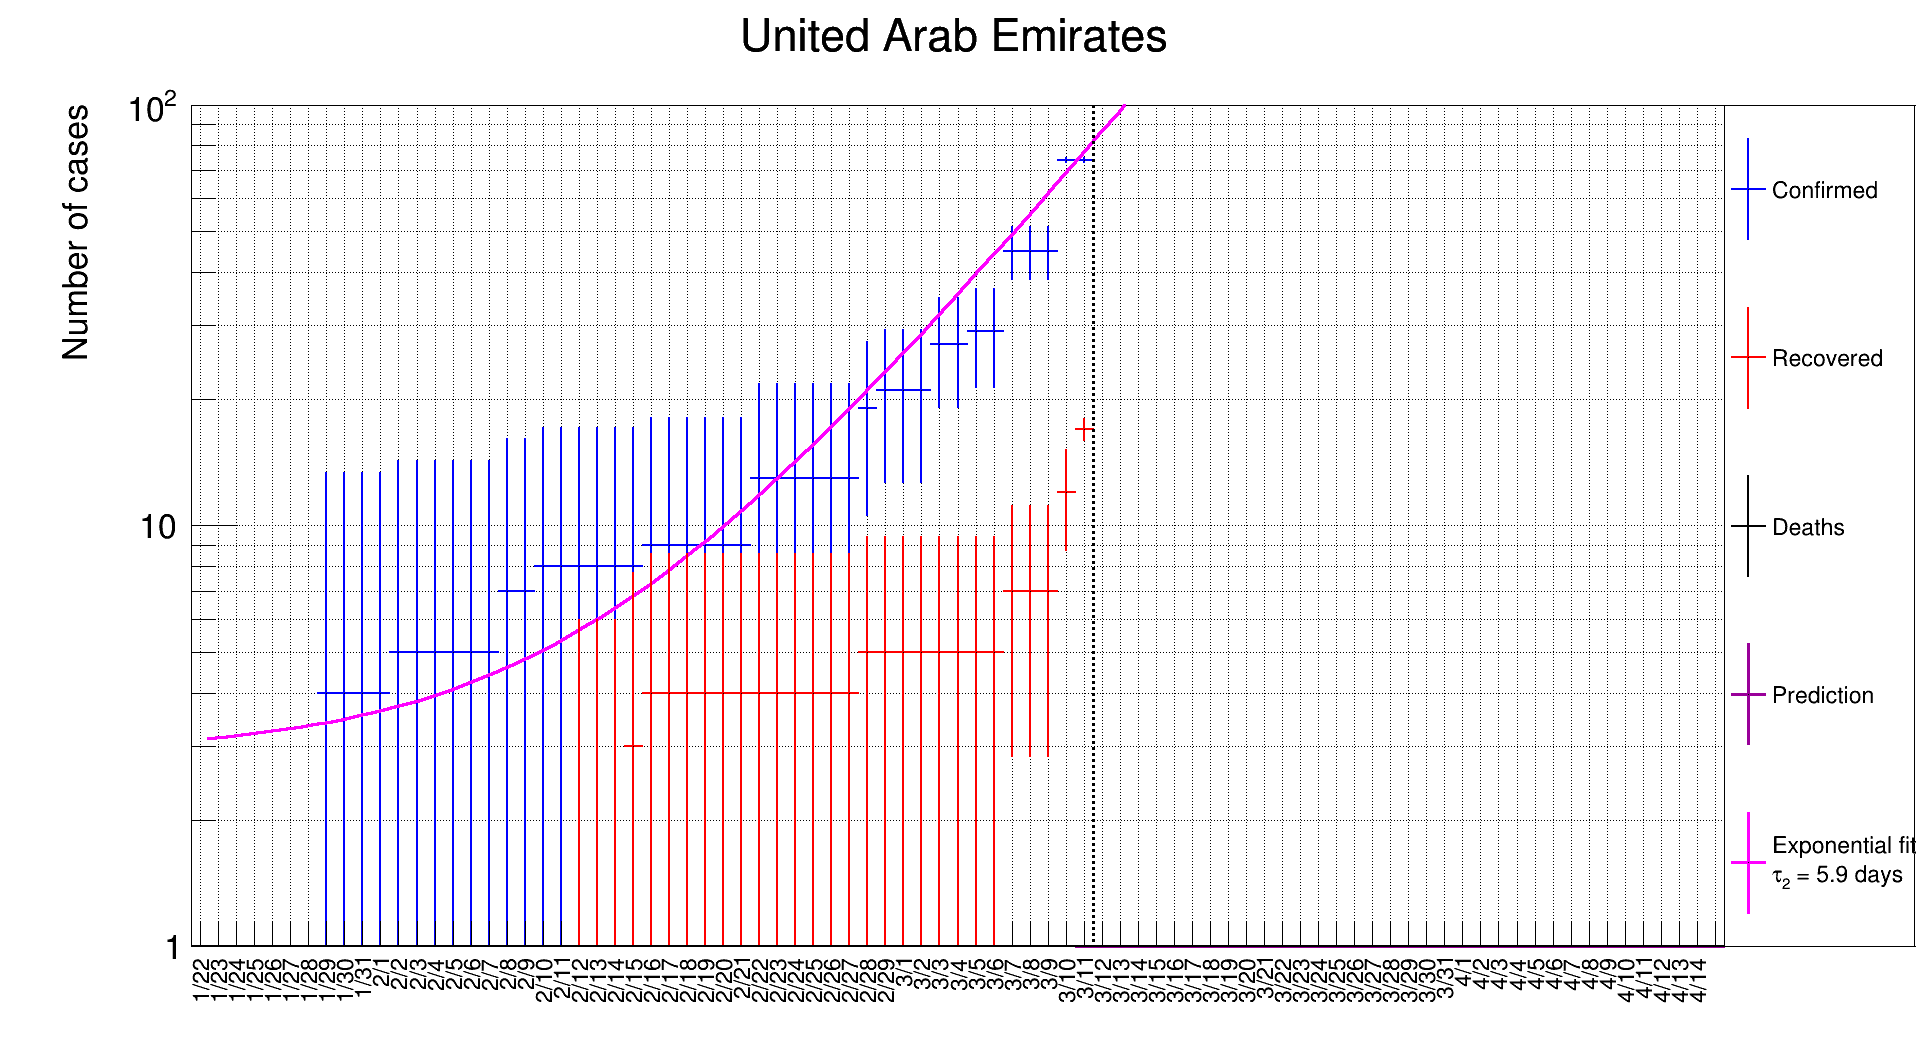 United Arab Emirates
Number of cases
10²
10
1
1/22 1/23 1/24 1/25 1/26 1/27 1/28 1/29 1/30 1/31 2/1 2/2 2/3 2/4 2/5 2/6 2/7 2/8 2/9 2/10 2/11 2/12 2/13 2/14 2/15 2/16 2/17 2/18 2/19 2/20 2/21 2/22 2/23 2/24 2/25 2/26 2/27 2/28 2/29 3/1 3/2 3/3 3/4 3/5 3/6 3/7 3/8 3/9 3/10 3/11 3/12 3/13 3/14 3/15 3/16 3/17 3/18 3/19 3/20 3/21 3/22 3/23 3/24 3/25 3/26 3/27 3/28 3/29 3/30 3/31 4/1 4/2 4/3 4/4 4/5 4/6 4/7 4/8 4/9 4/10 4/11 4/12 4/13 4/14
Confirmed
Recovered
Deaths
Prediction
Exponential fit
τ₂ = 5.9 days